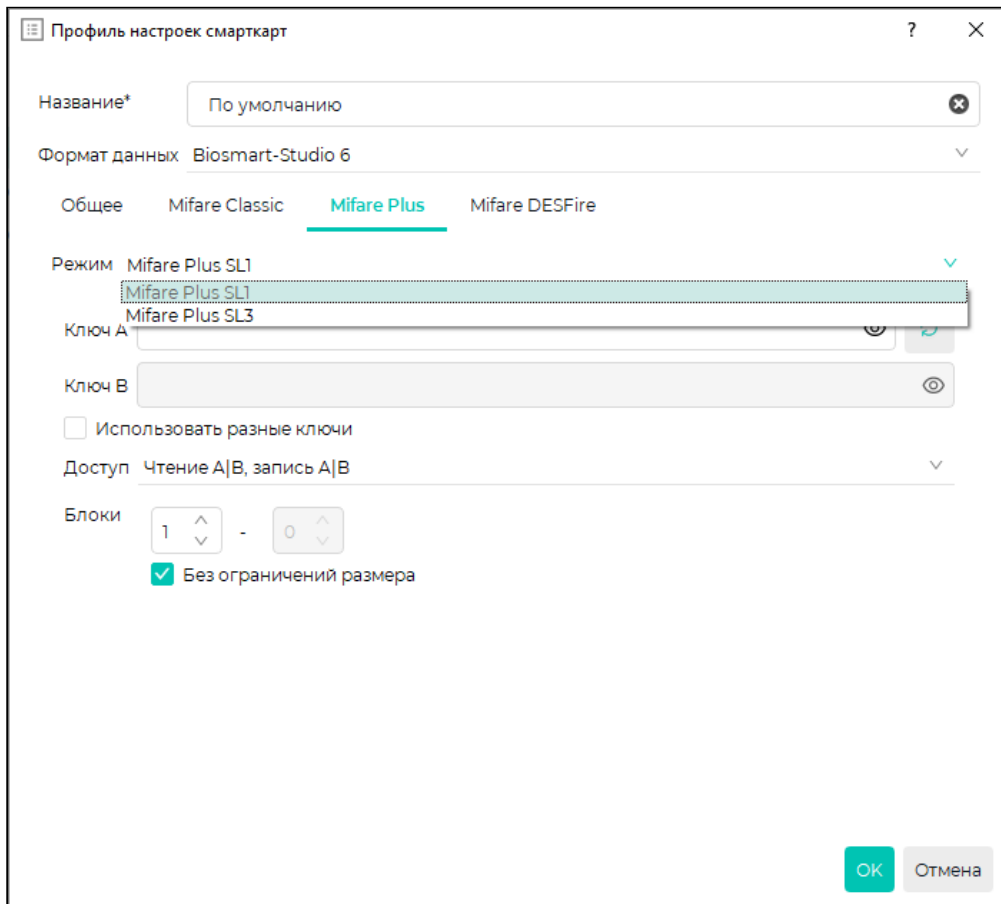 Профиль настроек смарткарт ?
Название* По умолчанию
Формат данных Biosmart-Studio 6
Общее Mifare Classic Mifare Plus Mifare DESFire
Режим Mifare Plus SL1
Mifare Plus SL1
Mifare Plus SL3
Ключ A
Ключ B
Использовать разные ключи
Доступ Чтение A|B, запись A|B
Блоки 1 - 0
Без ограничений размера
OK Отмена